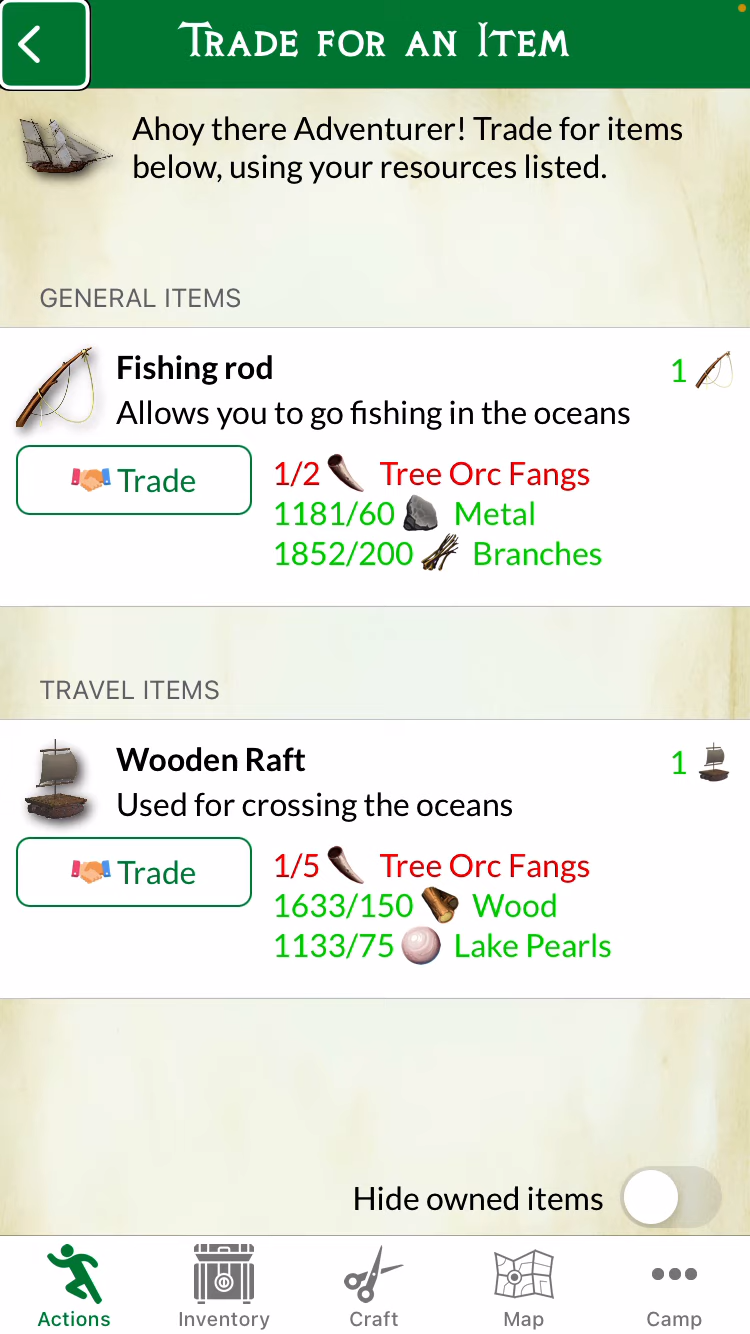 Trade for an Item
Ahoy there Adventurer! Trade for items
below, using your resources listed.
GENERAL ITEMS
Fishing rod
1
Allows you to go fishing in the oceans
Trade
1/2 Tree Orc Fangs
1181/60 Metal
1852/200 Branches
TRAVEL ITEMS
Wooden Raft
1
Used for crossing the oceans
Trade
1/5 Tree Orc Fangs
1633/150 Wood
1133/75 Lake Pearls
Hide owned items
Actions Inventory Craft Map Camp